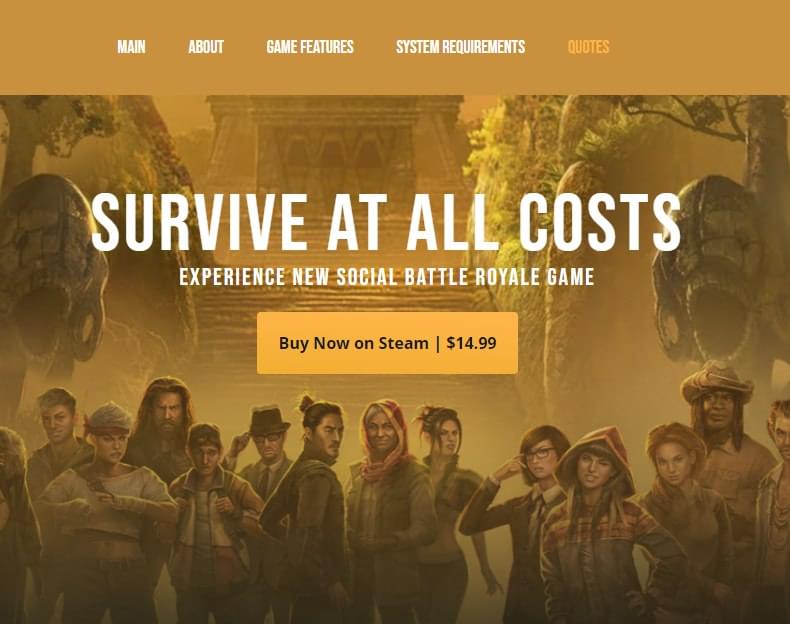 MAIN ABOUT GAME FEATURES SYSTEM REQUIREMENTS QUOTES
SURVIVE AT ALL COSTS
EXPERIENCE NEW SOCIAL BATTLE ROYALE GAME
Buy Now on Steam | $14.99